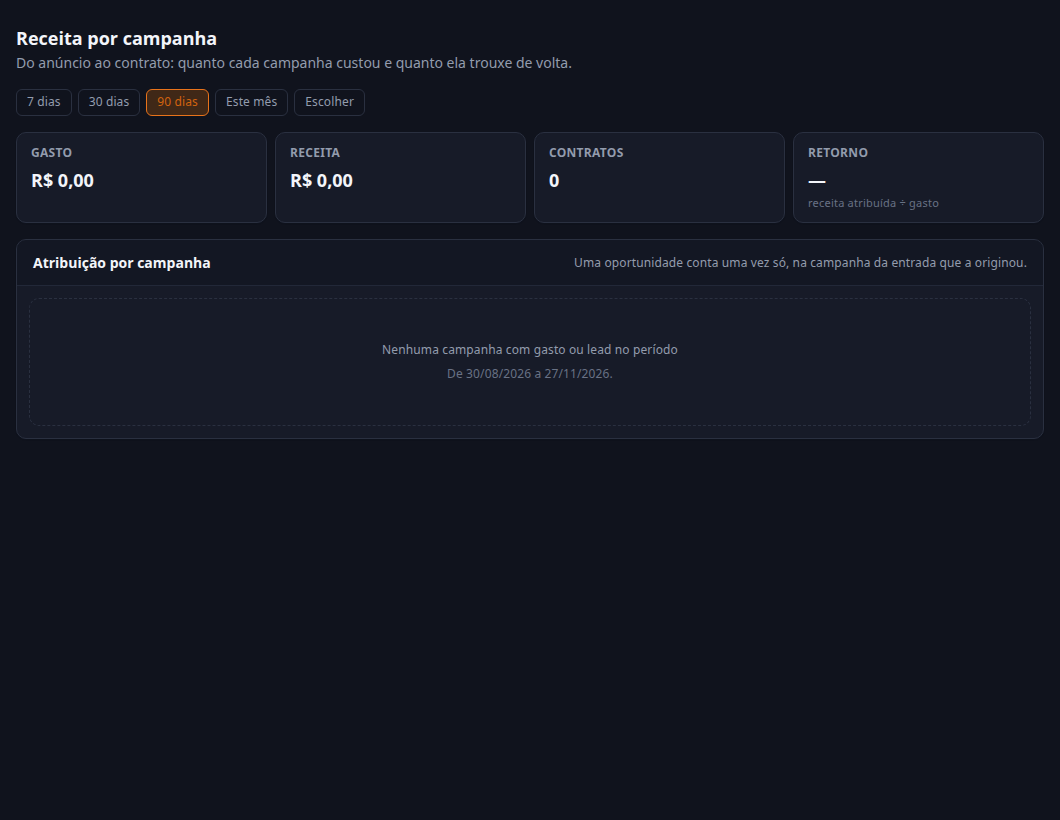 Receita por campanha
Do anúncio ao contrato: quanto cada campanha custou e quanto ela trouxe de volta.
7 dias
30 dias
90 dias
Este mês
Escolher
GASTO
R$ 0,00
RECEITA
R$ 0,00
CONTRATOS
0
RETORNO
—
receita atribuída ÷ gasto
Atribuição por campanha
Uma oportunidade conta uma vez só, na campanha da entrada que a originou.
Nenhuma campanha com gasto ou lead no período
De 30/08/2026 a 27/11/2026.